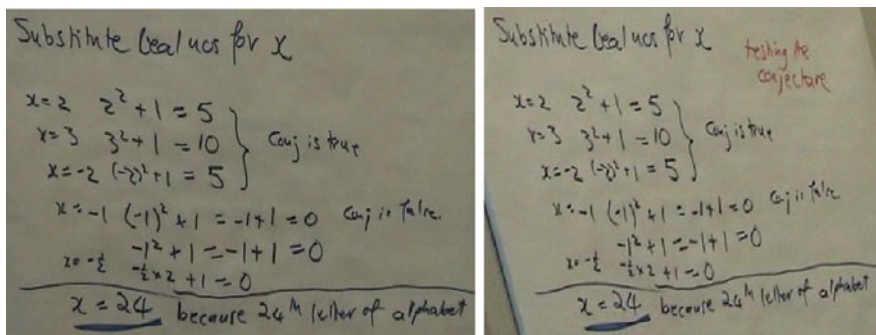 Substitute real nos for x
x=2 2² + 1 = 5
x=3 3² + 1 = 10
x=-2 (-2)² + 1 = 5
Conj is true
x=-1 (-1)² + 1 = -1+1 = 0 Conj is false.
-1² + 1 = -1 + 1 = 0
x=-½ -½×2 + 1 = 0
x = 24 because 24th letter of alphabet
Substitute real nos for x
testing the
conjecture
x=2 2² + 1 = 5
x=3 3² + 1 = 10
x=-2 (-2)² + 1 = 5
Conj is true
x=-1 (-1)² + 1 = -1+1=0 Conj is false.
-1² + 1 = -1 + 1 = 0
x=-½ -½×2 + 1 = 0
x = 24 because 24th letter of alphabet